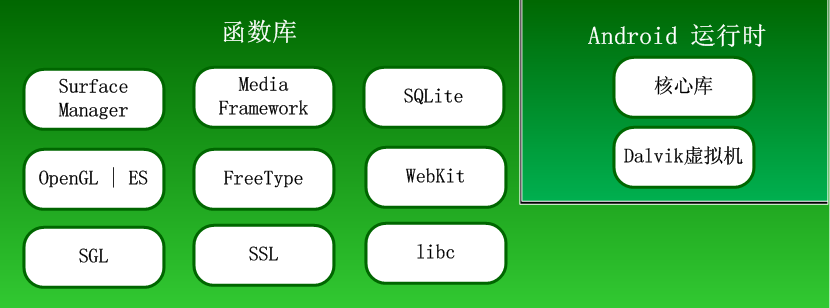 函数库
Surface
Manager
Media
Framework
SQLite
OpenGL | ES
FreeType
WebKit
SGL
SSL
libc
Android 运行时
核心库
Dalvik虚拟机